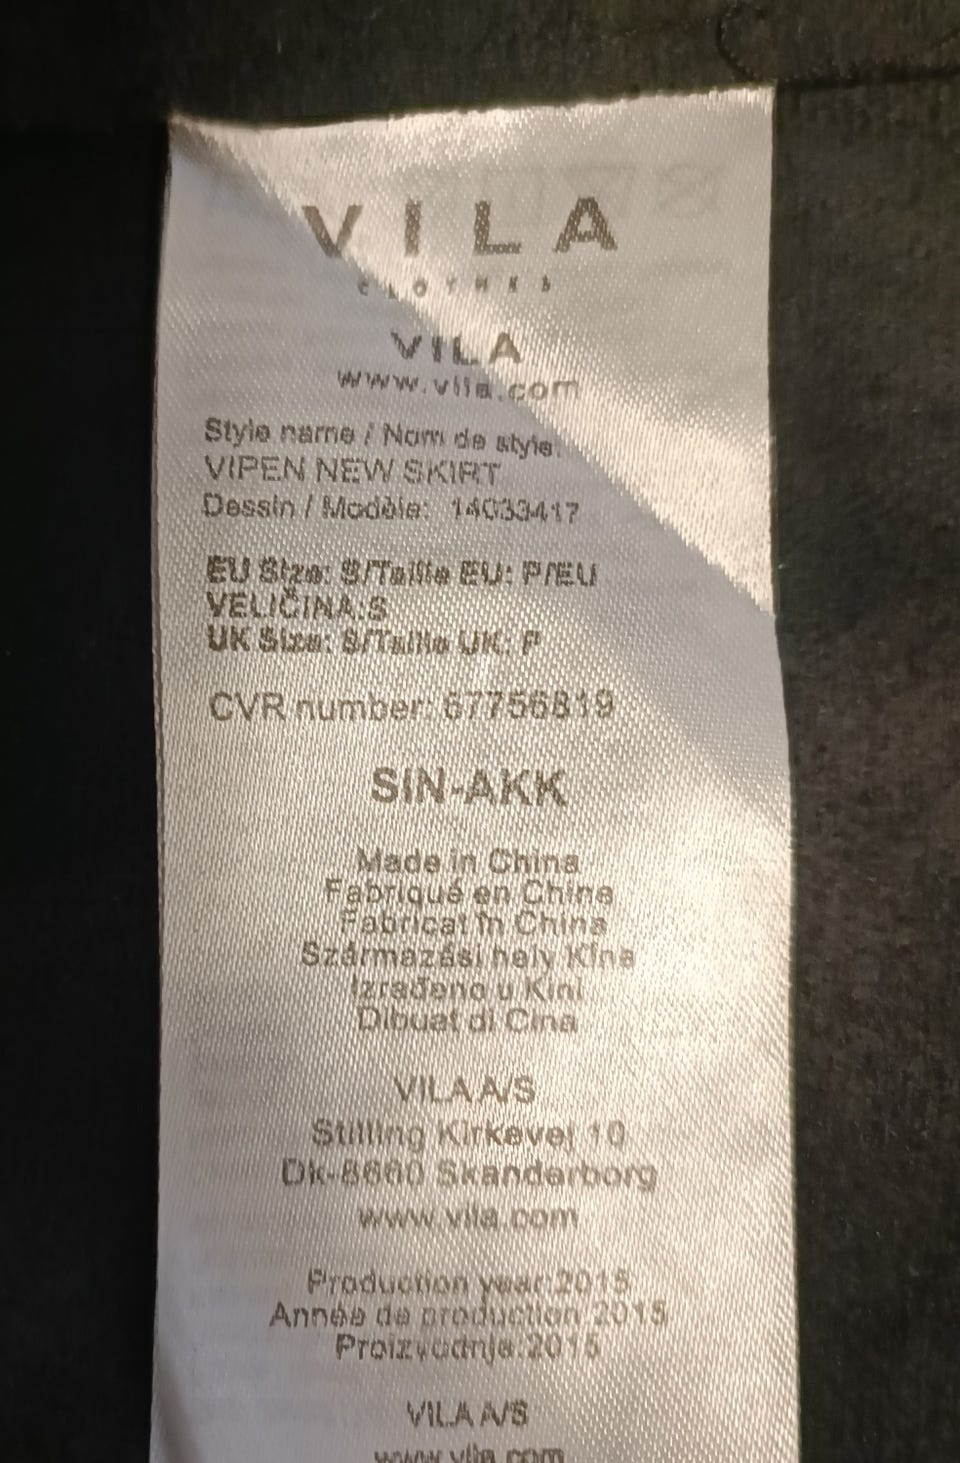 VILA
CLOTHES
VILA
www.vila.com
Style name / Nom de style:
VIPEN NEW SKIRT
Dessin / Modèle: 14033417
EU Size: S/Taille EU: P/EU
VELIČINA:S
UK Size: S/Taille UK: P
CVR number: 67756819
SIN-AKK
Made in China
Fabriqué en Chine
Fabricat în China
Származási hely Kína
Izrađeno u Kini
Dibuat di Cina
VILA A/S
Stilling Kirkevej 10
Dk-8660 Skanderborg
www.vila.com
Production year:2015
Année de production:2015
Proizvodnja:2015
VILA A/S
www.vila.com